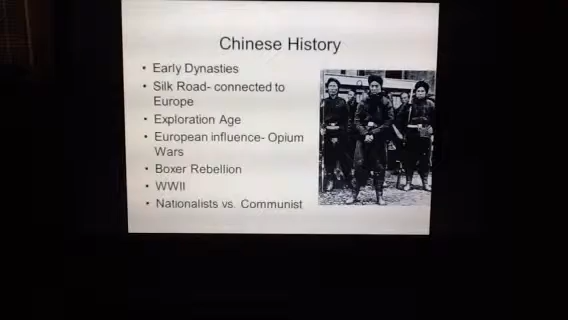 Chinese History
• Early Dynasties
• Silk Road- connected to
Europe
• Exploration Age
• European influence- Opium
Wars
• Boxer Rebellion
• WWII
• Nationalists vs. Communist